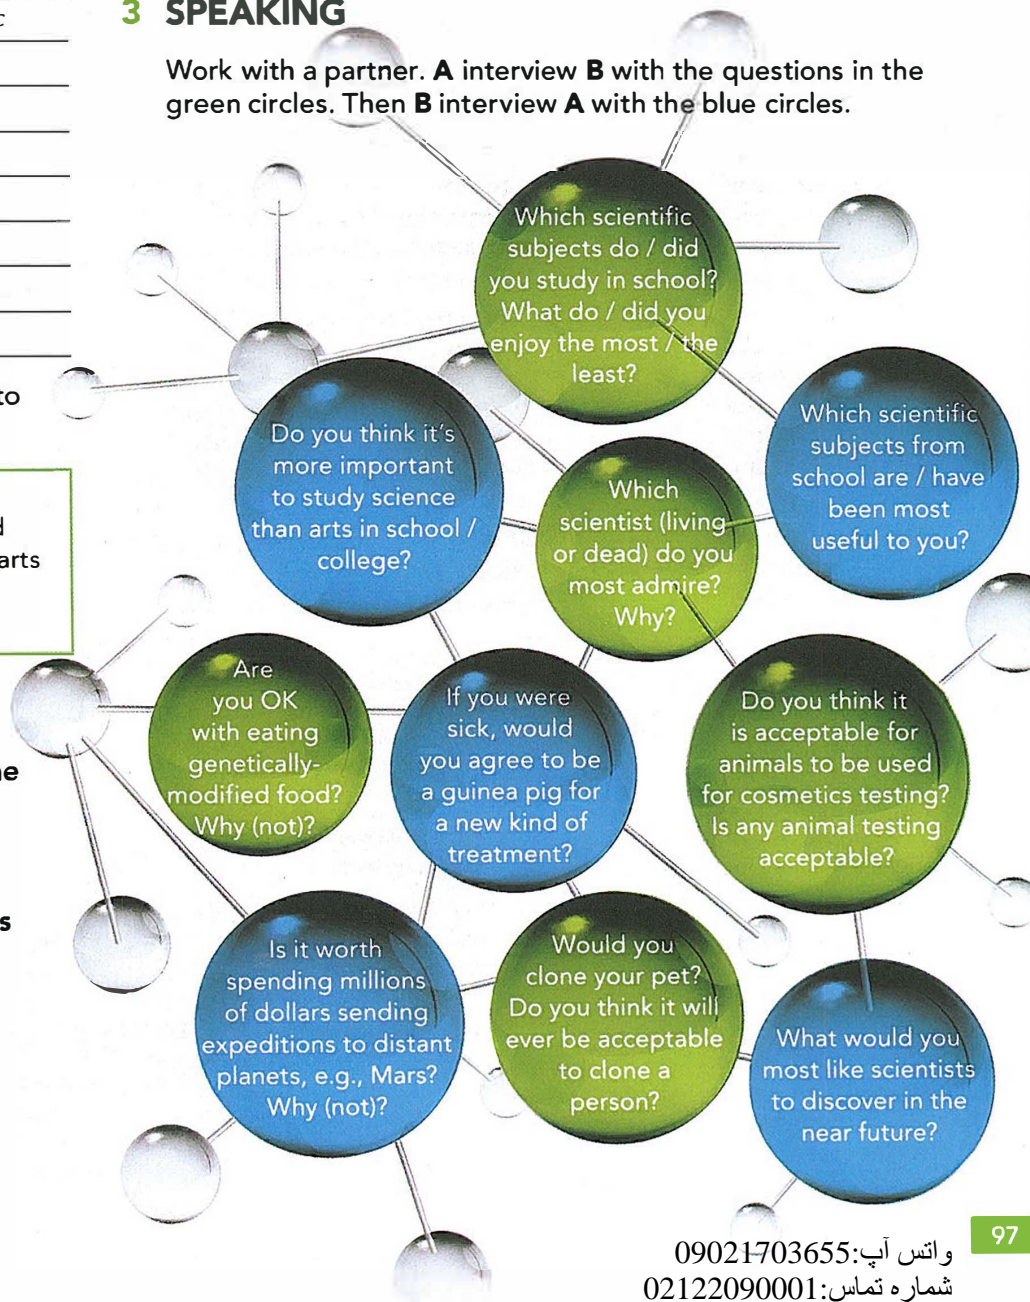 c
3 SPEAKING
Work with a partner. A interview B with the questions in the
green circles. Then B interview A with the blue circles.
Which scientific
subjects do / did
you study in school?
What do / did you
enjoy the most / the
least?
to
Do you think it's
more important
to study science
than arts in school /
college?
Which scientific
subjects from
school are / have
been most
useful to you?
Which
scientist (living
or dead) do you
most admire?
Why?
d
arts
Are
you OK
with eating
genetically-
modified food?
Why (not)?
If you were
sick, would
you agree to be
a guinea pig for
a new kind of
treatment?
Do you think it
is acceptable for
animals to be used
for cosmetics testing?
Is any animal testing
acceptable?
ne
s
Is it worth
spending millions
of dollars sending
expeditions to distant
planets, e.g., Mars?
Why (not)?
Would you
clone your pet?
Do you think it will
ever be acceptable
to clone a
person?
What would you
most like scientists
to discover in the
near future?
97
واتس آپ:09021703655
شماره تماس:02122090001